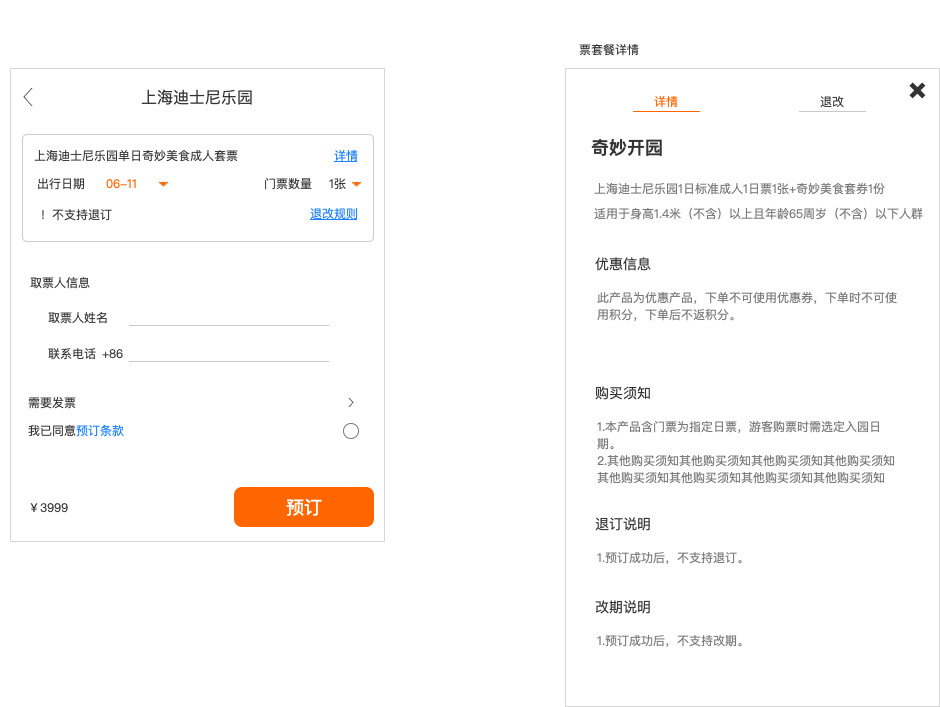 上海迪士尼乐园
上海迪士尼乐园单日奇妙美食成人套票 详情
出行日期 06-11 门票数量 1张
！不支持退订 退改规则
取票人信息
取票人姓名
联系电话 +86
需要发票
我已同意预订条款
¥ 3999 预订
票套餐详情
详情 退改
奇妙开园
上海迪士尼乐园1日标准成人1日票1张+奇妙美食套券1份
适用于身高1.4米（不含）以上且年龄65周岁（不含）以下人群
优惠信息
此产品为优惠产品，下单不可使用优惠券，下单时不可使
用积分，下单后不返积分。
购买须知
1.本产品含门票为指定日票，游客购票时需选定入园日
期。
2.其他购买须知其他购买须知其他购买须知其他购买须知
其他购买须知其他购买须知其他购买须知其他购买须知
退订说明
1.预订成功后，不支持退订。
改期说明
1.预订成功后，不支持改期。